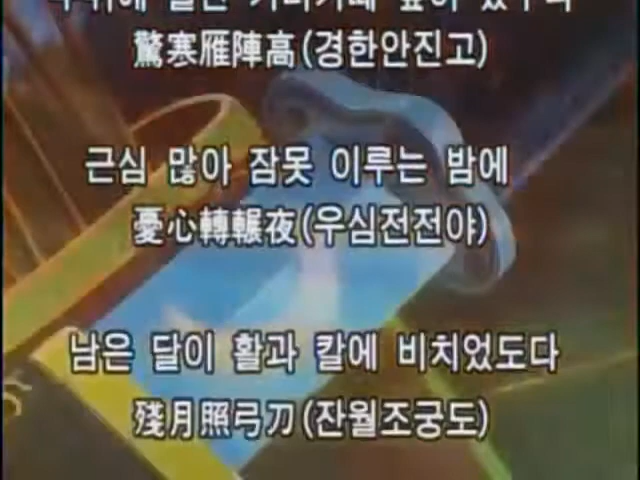 驚寒雁陣高(경한안진고)
근심 많아 잠못 이루는 밤에
憂心轉輾夜(우심전전야)
남은 달이 활과 칼에 비치었도다
殘月照弓刀(잔월조궁도)